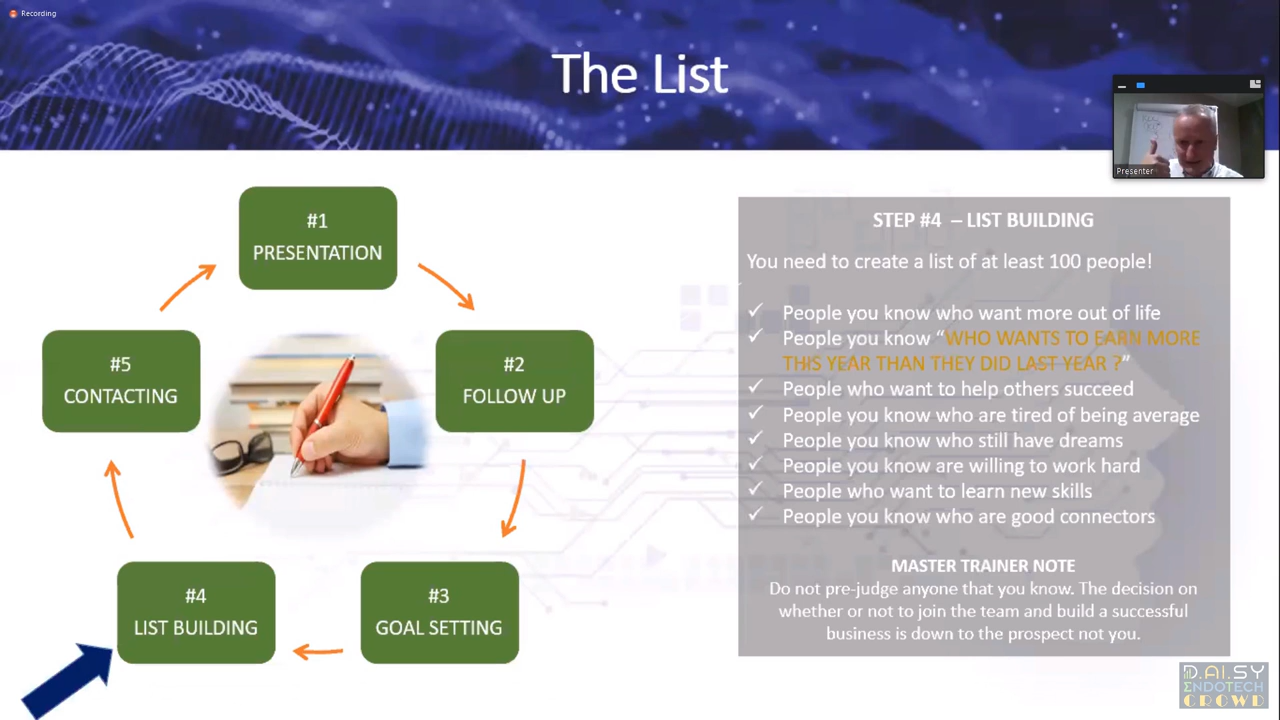 Recording
The List
Presenter
#1
PRESENTATION
#5
CONTACTING
#2
FOLLOW UP
#4
LIST BUILDING
#3
GOAL SETTING
STEP #4 – LIST BUILDING
You need to create a list of at least 100 people!
✓ People you know who want more out of life
✓ People you know “WHO WANTS TO EARN MORE
THIS YEAR THAN THEY DID LAST YEAR ?”
✓ People who want to help others succeed
✓ People you know who are tired of being average
✓ People you know who still have dreams
✓ People you know are willing to work hard
✓ People who want to learn new skills
✓ People you know who are good connectors
MASTER TRAINER NOTE
Do not pre-judge anyone that you know. The decision on
whether or not to join the team and build a successful
business is down to the prospect not you.
D.AI.SY
ENDOTECH
CROWD